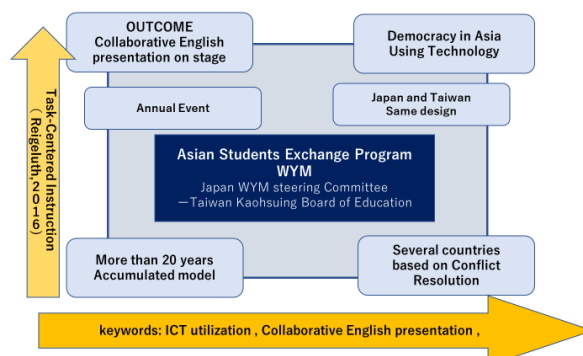 OUTCOME
Collaborative English
presentation on stage
Democracy in Asia
Using Technology
Annual Event
Japan and Taiwan
Same design
Task-Centered Instruction
（Reigeluth,2016）
Asian Students Exchange Program
WYM
Japan WYM steering Committee
－Taiwan Kaohsuing Board of Education
More than 20 years
Accumulated model
Several countries
based on Conflict
Resolution
keywords: ICT utilization , Collaborative English presentation ,